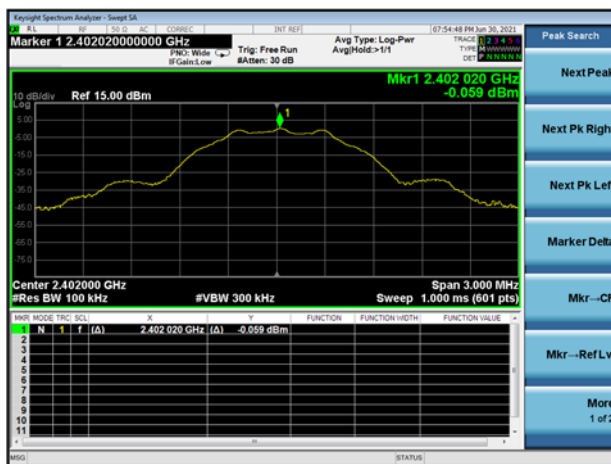 Keysight Spectrum Analyzer - Swept SA
RL RF 50 Ω AC CORREC INT REF 07:54:48 PM Jun 30, 2021
Marker 1 2.402020000000 GHz
PNO: Wide
IFGain:Low
Trig: Free Run
#Atten: 30 dB
Avg Type: Log-Pwr
Avg|Hold:>1/1
TRACE 1 2 3 4 5
TYPE M W W W W W
DET P N N N N N
Mkr1 2.402 020 GHz
-0.059 dBm
10 dB/div Ref 15.00 dBm
Log
1
5.00
-5.00
-15.0
-25.0
-35.0
-45.0
-55.0
-65.0
-75.0
Center 2.402000 GHz Span 3.000 MHz
#Res BW 100 kHz #VBW 300 kHz Sweep 1.000 ms (601 pts)
MKR MODE TRC SCL X Y FUNCTION FUNCTION WIDTH FUNCTION VALUE
1 N 1 f (Δ) 2.402 020 GHz (Δ) -0.059 dBm
2
3
4
5
6
7
8
9
10
11
MSG STATUS
Peak Search
Next Peak
Next Pk Righ
Next Pk Lef
Marker Delta
Mkr→CF
Mkr→Ref Lv
More
1 of 2